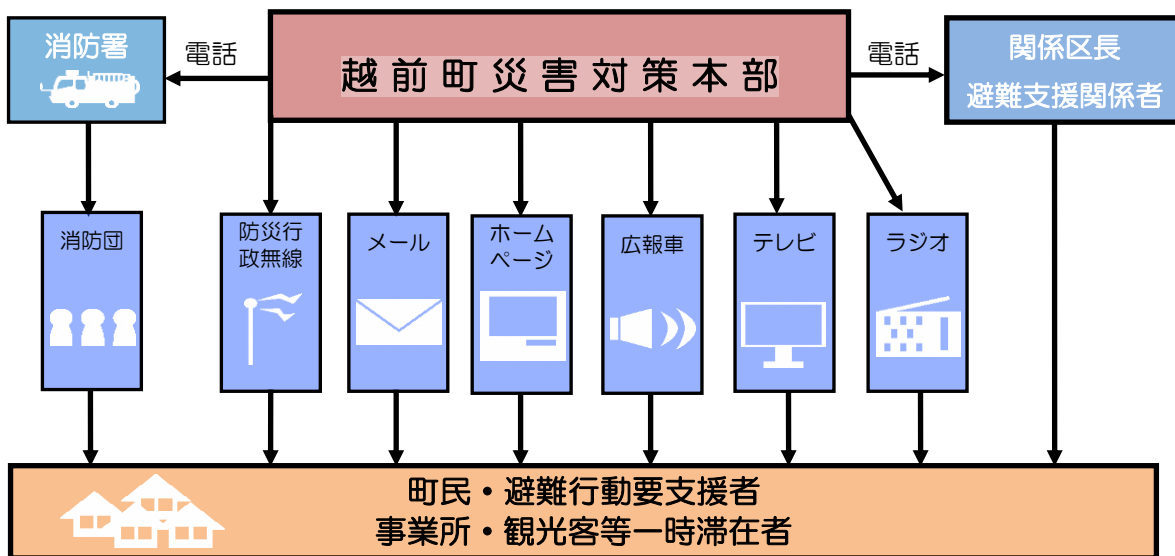 消防署
電話
越前町災害対策本部
電話
関係区長
避難支援関係者
消防団
防災行
政無線
メール
ホーム
ページ
広報車
テレビ
ラジオ
町民・避難行動要支援者
事業所・観光客等一時滞在者